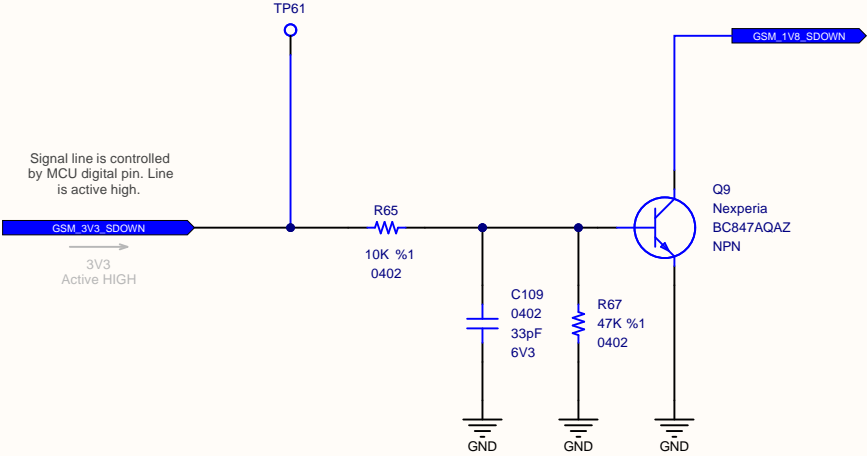 TP61
GSM_1V8_SDOWN
Signal line is controlled
by MCU digital pin. Line
is active high.
GSM_3V3_SDOWN
3V3
Active HIGH
R65
10K %1
0402
C109
0402
33pF
6V3
R67
47K %1
0402
Q9
Nexperia
BC847AQAZ
NPN
GND
GND
GND